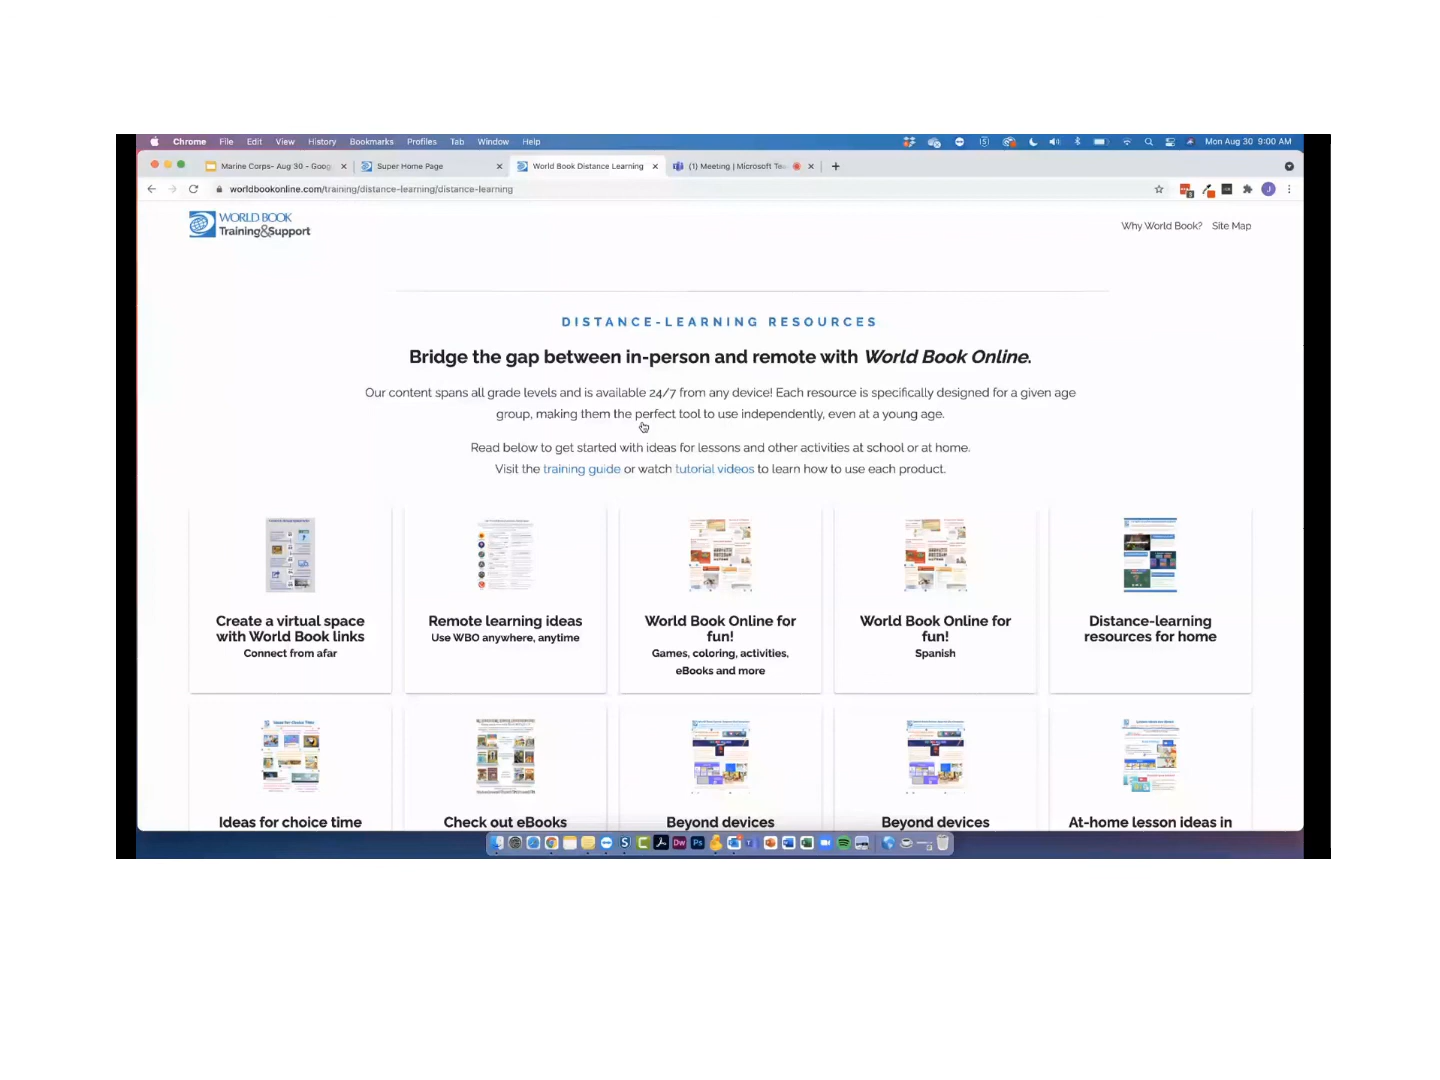 Chrome File Edit View History Bookmarks Profiles Tab Window Help Mon Aug 30 9:00 AM
Marine Corps- Aug 30 - Goog Super Home Page World Book Distance Learning (1) Meeting | Microsoft Te
worldbookonline.com/training/distance-learning/distance-learning
WORLD BOOK
Training&Support
Why World Book? Site Map
DISTANCE-LEARNING RESOURCES
Bridge the gap between in-person and remote with World Book Online.
Our content spans all grade levels and is available 24/7 from any device! Each resource is specifically designed for a given age
group, making them the perfect tool to use independently, even at a young age.
Read below to get started with ideas for lessons and other activities at school or at home.
Visit the training guide or watch tutorial videos to learn how to use each product.
Create a virtual space
with World Book links
Connect from afar
Remote learning ideas
Use WBO anywhere, anytime
World Book Online for
fun!
Games, coloring, activities,
eBooks and more
World Book Online for
fun!
Spanish
Distance-learning
resources for home
Ideas for Choice Time
Ideas for choice time
Check out eBooks
Beyond devices
Beyond devices
At-home lesson ideas in